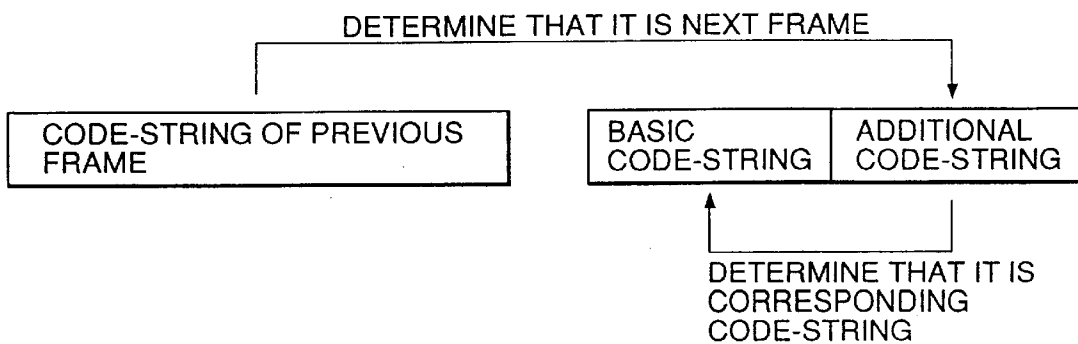 DETERMINE THAT IT IS NEXT FRAME
CODE-STRING OF PREVIOUS
FRAME
BASIC
CODE-STRING
ADDITIONAL
CODE-STRING
DETERMINE THAT IT IS
CORRESPONDING
CODE-STRING